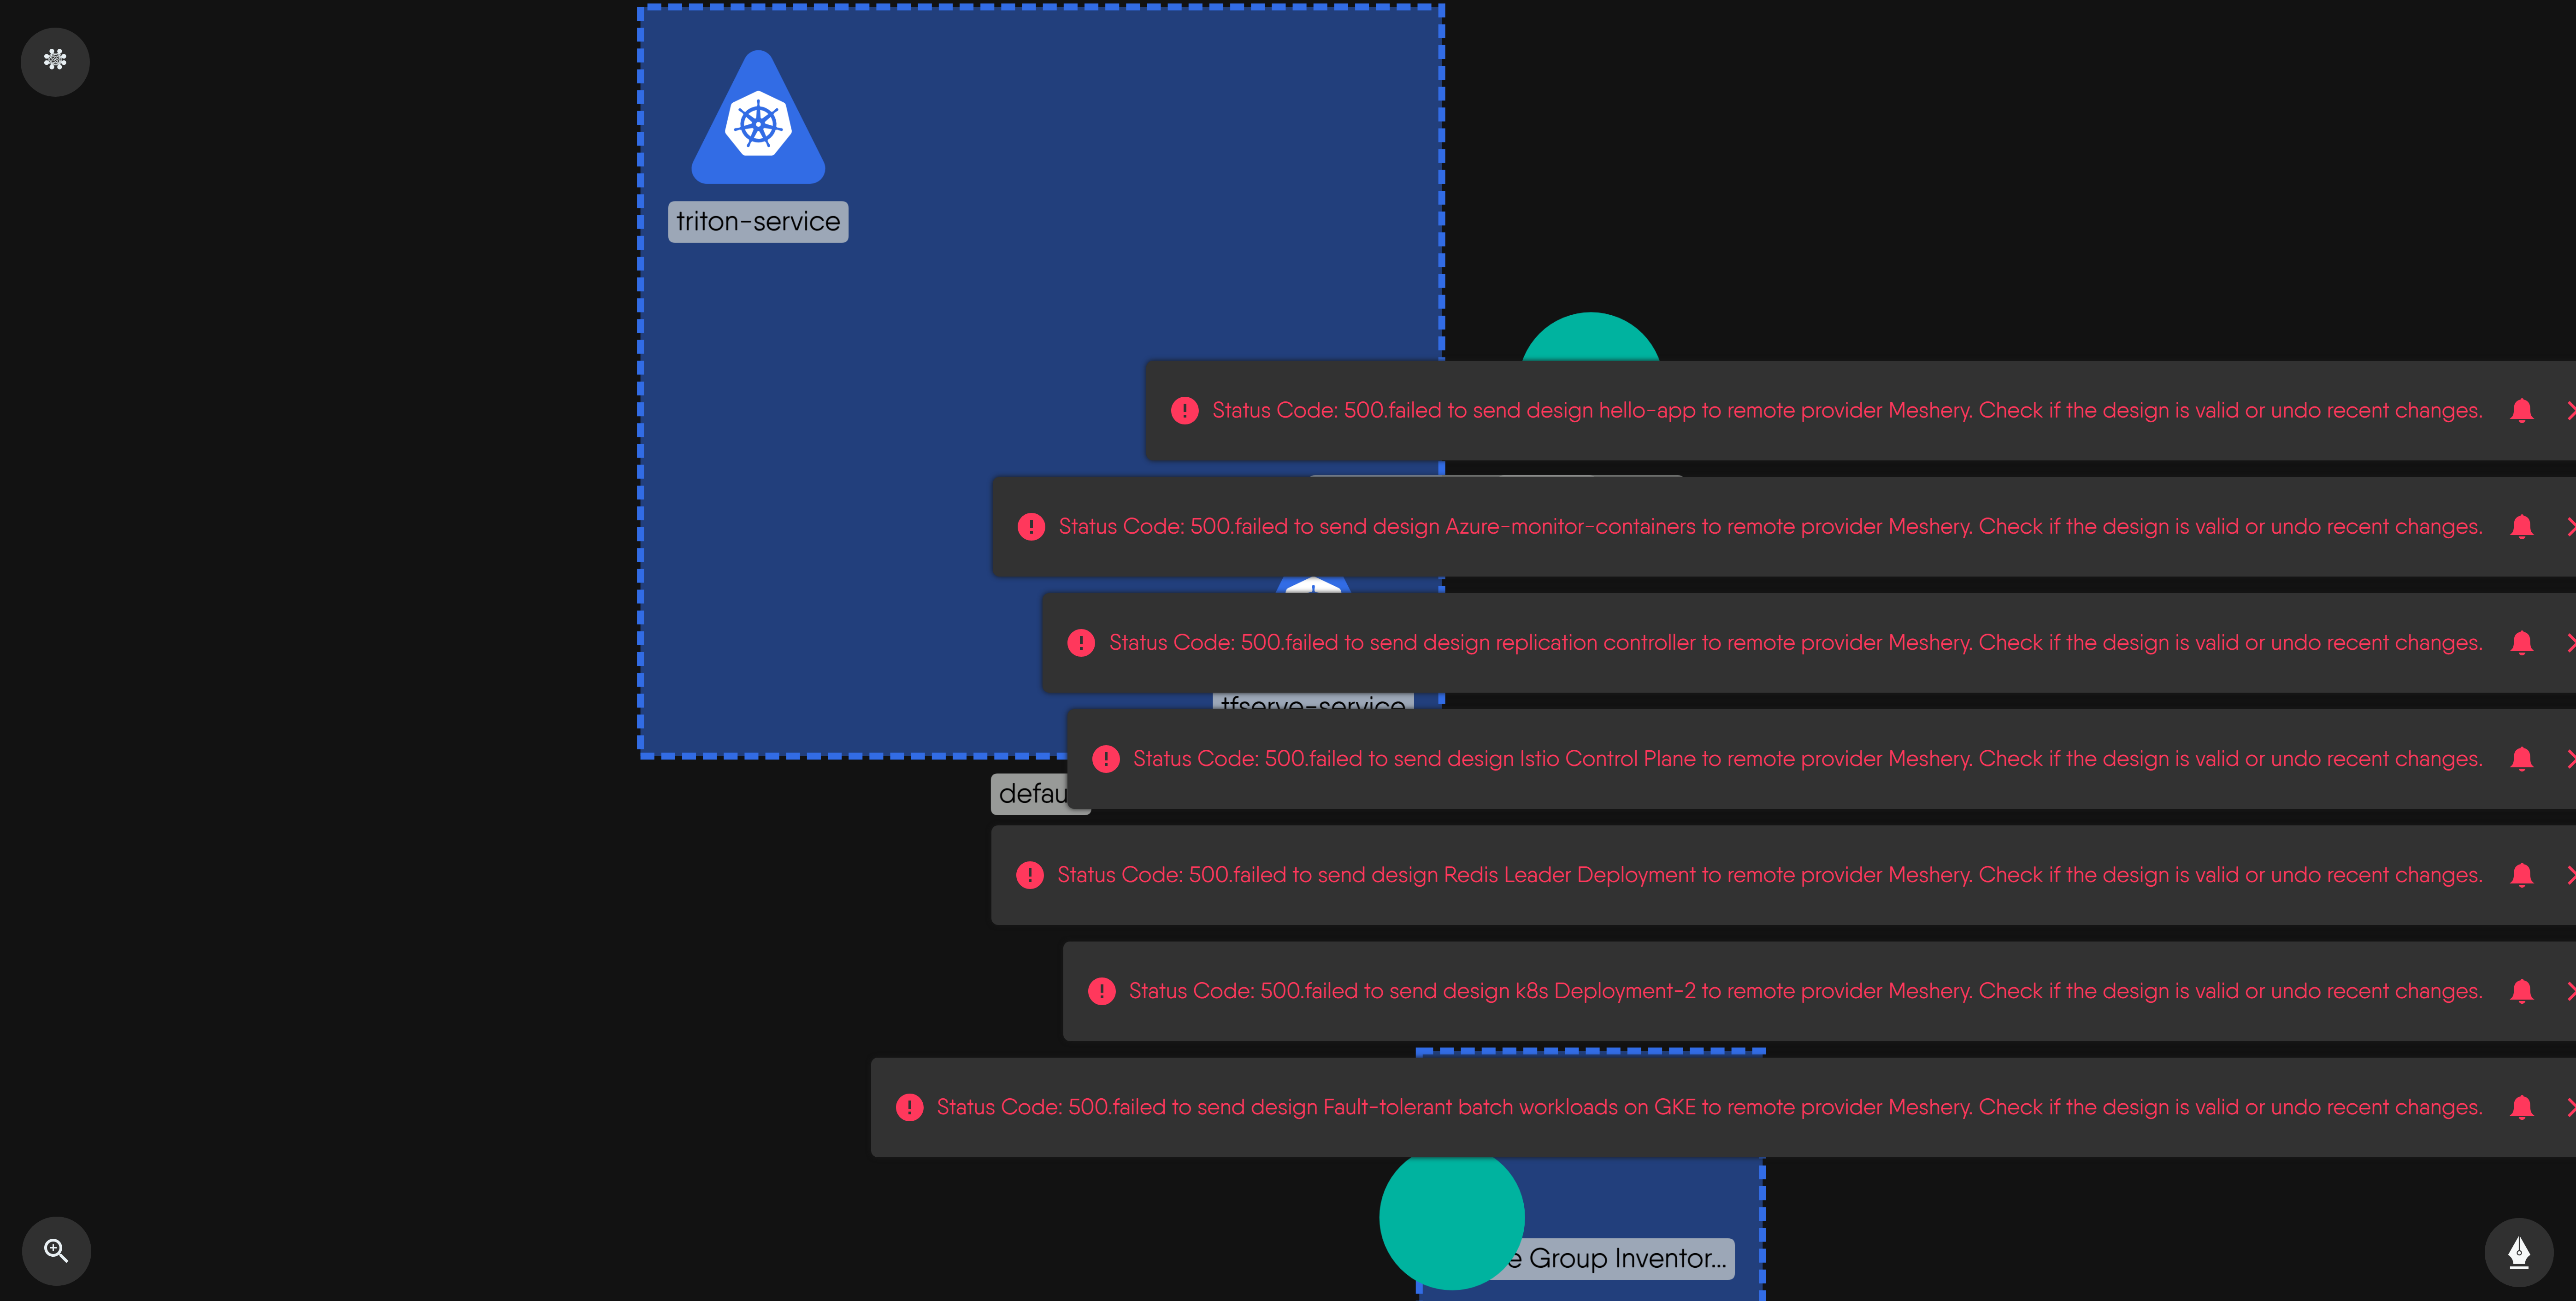 triton-service
Status Code: 500.failed to send design hello-app to remote provider Meshery. Check if the design is valid or undo recent changes.
Status Code: 500.failed to send design Azure-monitor-containers to remote provider Meshery. Check if the design is valid or undo recent changes.
Status Code: 500.failed to send design replication controller to remote provider Meshery. Check if the design is valid or undo recent changes.
tfserve-service
Status Code: 500.failed to send design Istio Control Plane to remote provider Meshery. Check if the design is valid or undo recent changes.
defau
Status Code: 500.failed to send design Redis Leader Deployment to remote provider Meshery. Check if the design is valid or undo recent changes.
Status Code: 500.failed to send design k8s Deployment-2 to remote provider Meshery. Check if the design is valid or undo recent changes.
Status Code: 500.failed to send design Fault-tolerant batch workloads on GKE to remote provider Meshery. Check if the design is valid or undo recent changes.
e Group Inventor...